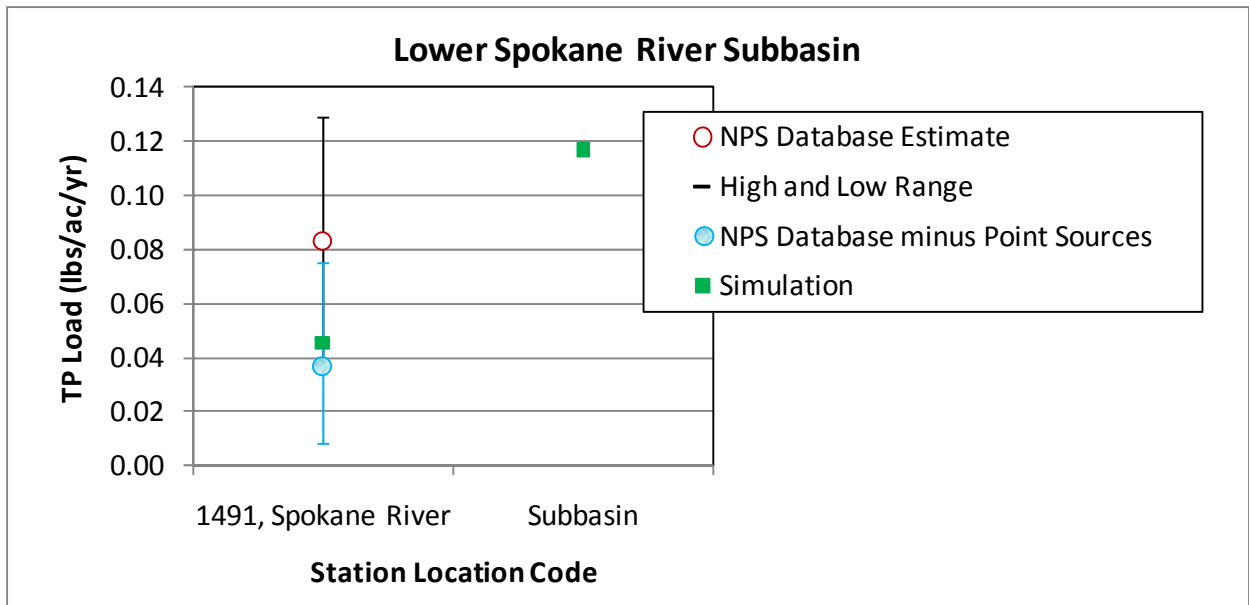 Lower Spokane River Subbasin
0.14
0.12
0.10
0.08
0.06
0.04
0.02
0.00
TP Load (lbs/ac/yr)
NPS Database Estimate
High and Low Range
NPS Database minus Point Sources
Simulation
1491, Spokane River
Subbasin
Station Location Code